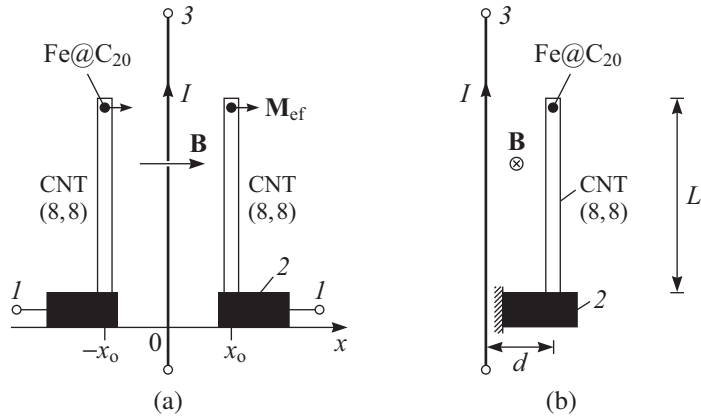 3
Fe@C20
I
Mef
B
CNT
(8,8)
CNT
(8,8)
2
1
1
−xo
0
xo
x
(a)
3
Fe@C20
I
B
CNT
(8,8)
L
2
d
(b)